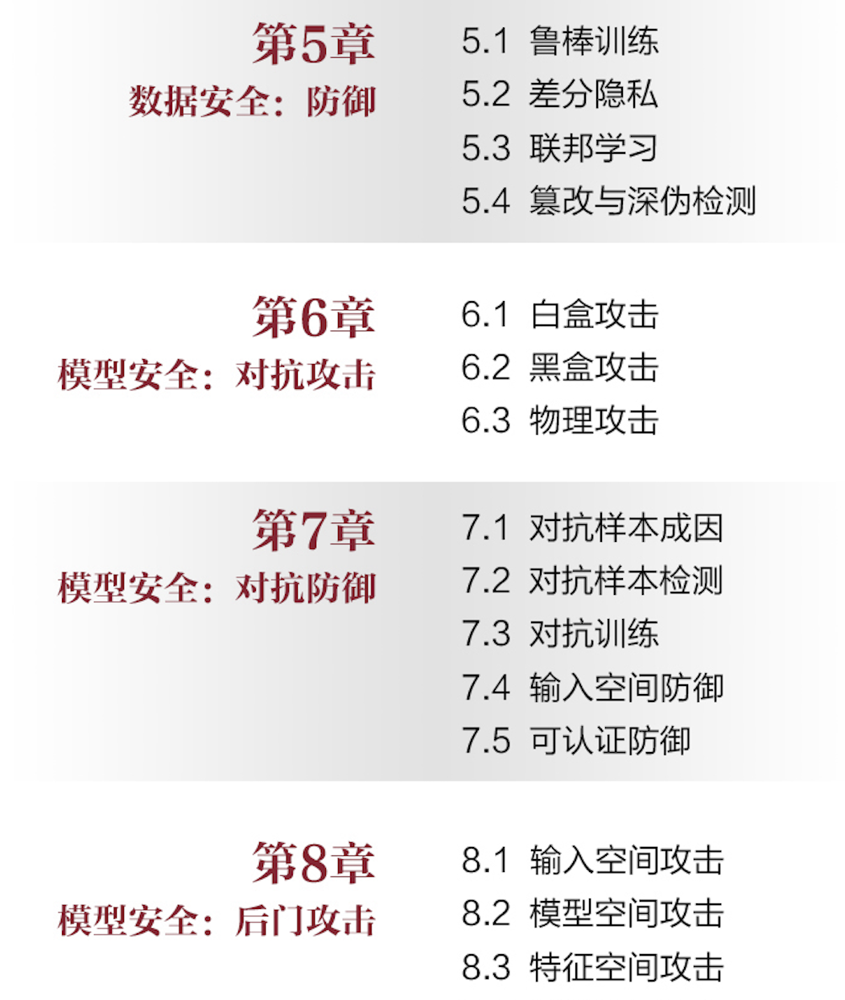 第5章
数据安全：防御
5.1 鲁棒训练
5.2 差分隐私
5.3 联邦学习
5.4 篡改与深伪检测
第6章
模型安全：对抗攻击
6.1 白盒攻击
6.2 黑盒攻击
6.3 物理攻击
第7章
模型安全：对抗防御
7.1 对抗样本成因
7.2 对抗样本检测
7.3 对抗训练
7.4 输入空间防御
7.5 可认证防御
第8章
模型安全：后门攻击
8.1 输入空间攻击
8.2 模型空间攻击
8.3 特征空间攻击